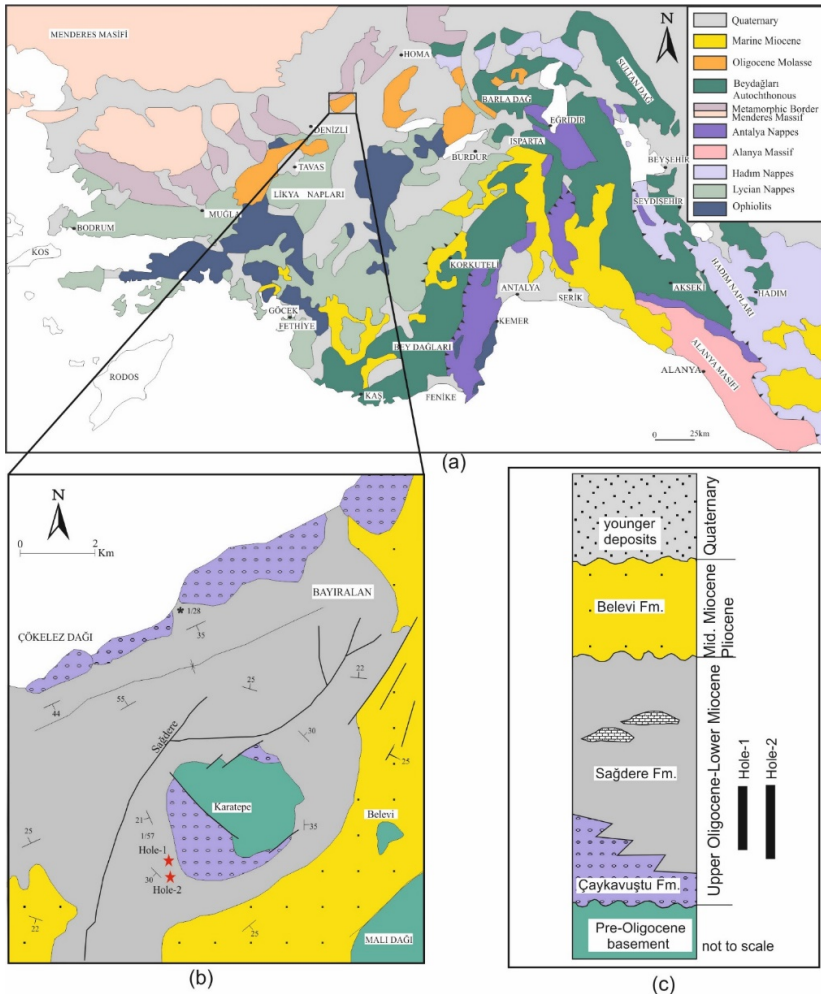 MENDERES MASİFİ
HOMA
N
SULTAN DAĞ
BARLA DAĞ
EĞRIDIR
DENİZLİ
ISPARTA
BEYŞEHİR
TAVAS
BURDUR
LİKYA NAPLARI
SEYDİŞEHİR
MUĞLA
BODRUM
KOS
KORKUTELİ
HADIM NAPLARI
ANTALYA
AKSEKİ
HADIM
GÖCEK
SERİK
FETHİYE
KEMER
BEY DAĞLARI
ALANYA MASİFİ
RODOS
ALANYA
KAŞ
FENİKE
0 25km
Quaternary
Marine Miocene
Oligocene Molasse
Beydağları
Autochthonous
Metamorphic Border
Menderes Massif
Antalya Nappes
Alanya Massif
Hadım Nappes
Lycian Nappes
Ophiolits
(a)
N
0 2
Km
BAYIRALAN
1/28
35
ÇÖKELEZ DAĞI
22
25
55
44
Sağdere
30
25
Karatepe
Belevi
21
35
25
1/57
Hole-1
30
Hole-2
22
25
MALI DAĞI
(b)
younger
deposits
Quaternary
Belevi Fm.
Mid. Miocene
Pliocene
Sağdere Fm.
Upper Oligocene-Lower Miocene
Hole-1
Hole-2
Çaykavuştu Fm.
Pre-Oligocene
basement
not to scale
(c)